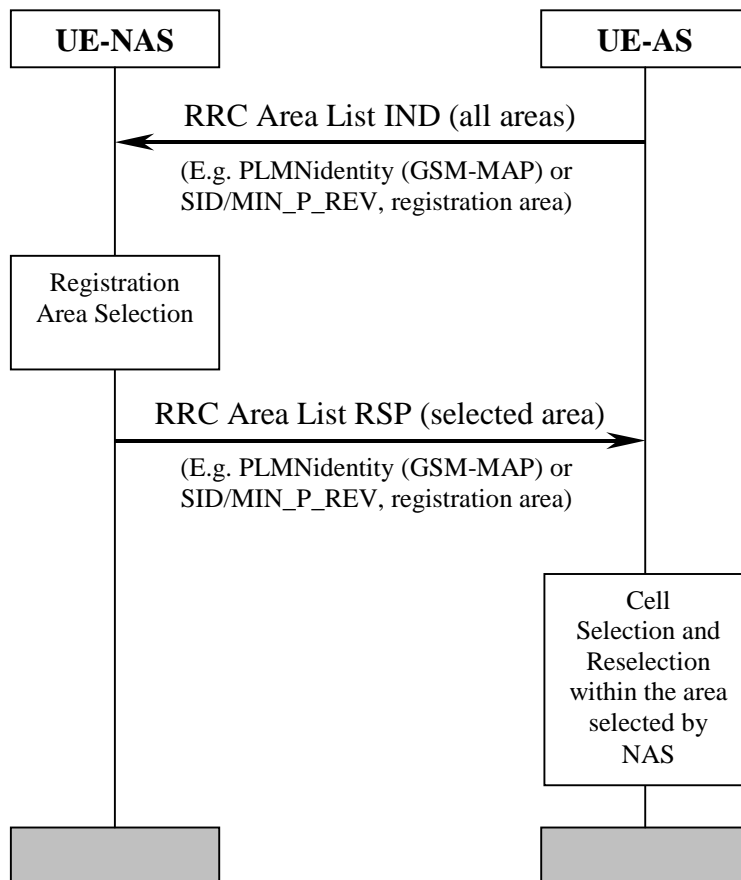 UE-NAS
UE-AS
RRC Area List IND (all areas)
(E.g. PLMNidentity (GSM-MAP) or
SID/MIN_P_REV, registration area)
Registration
Area Selection
RRC Area List RSP (selected area)
(E.g. PLMNidentity (GSM-MAP) or
SID/MIN_P_REV, registration area)
Cell
Selection and
Reselection
within the area
selected by
NAS